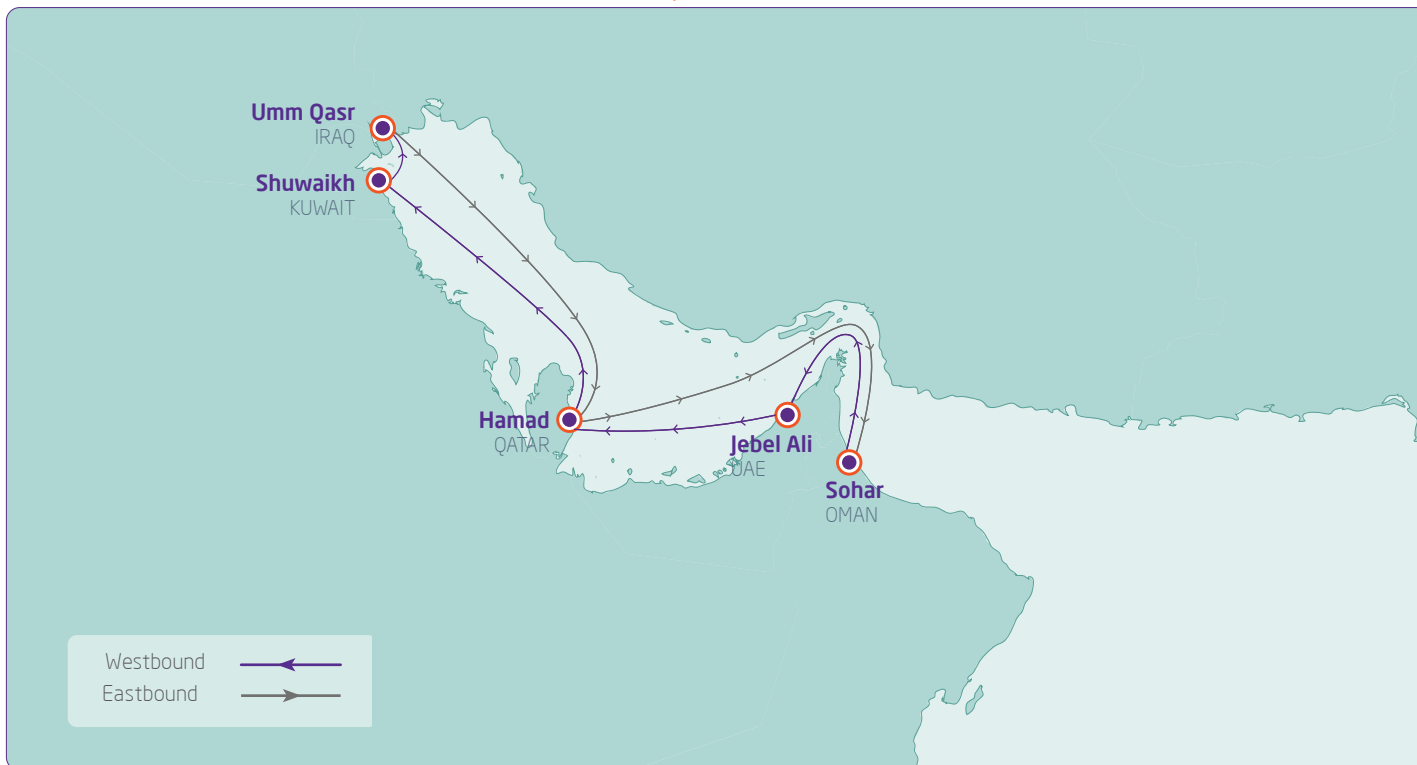 Umm Qasr
IRAQ
Shuwaikh
KUWAIT
Hamad
QATAR
Jebel Ali
UAE
Sohar
OMAN
Westbound
Eastbound